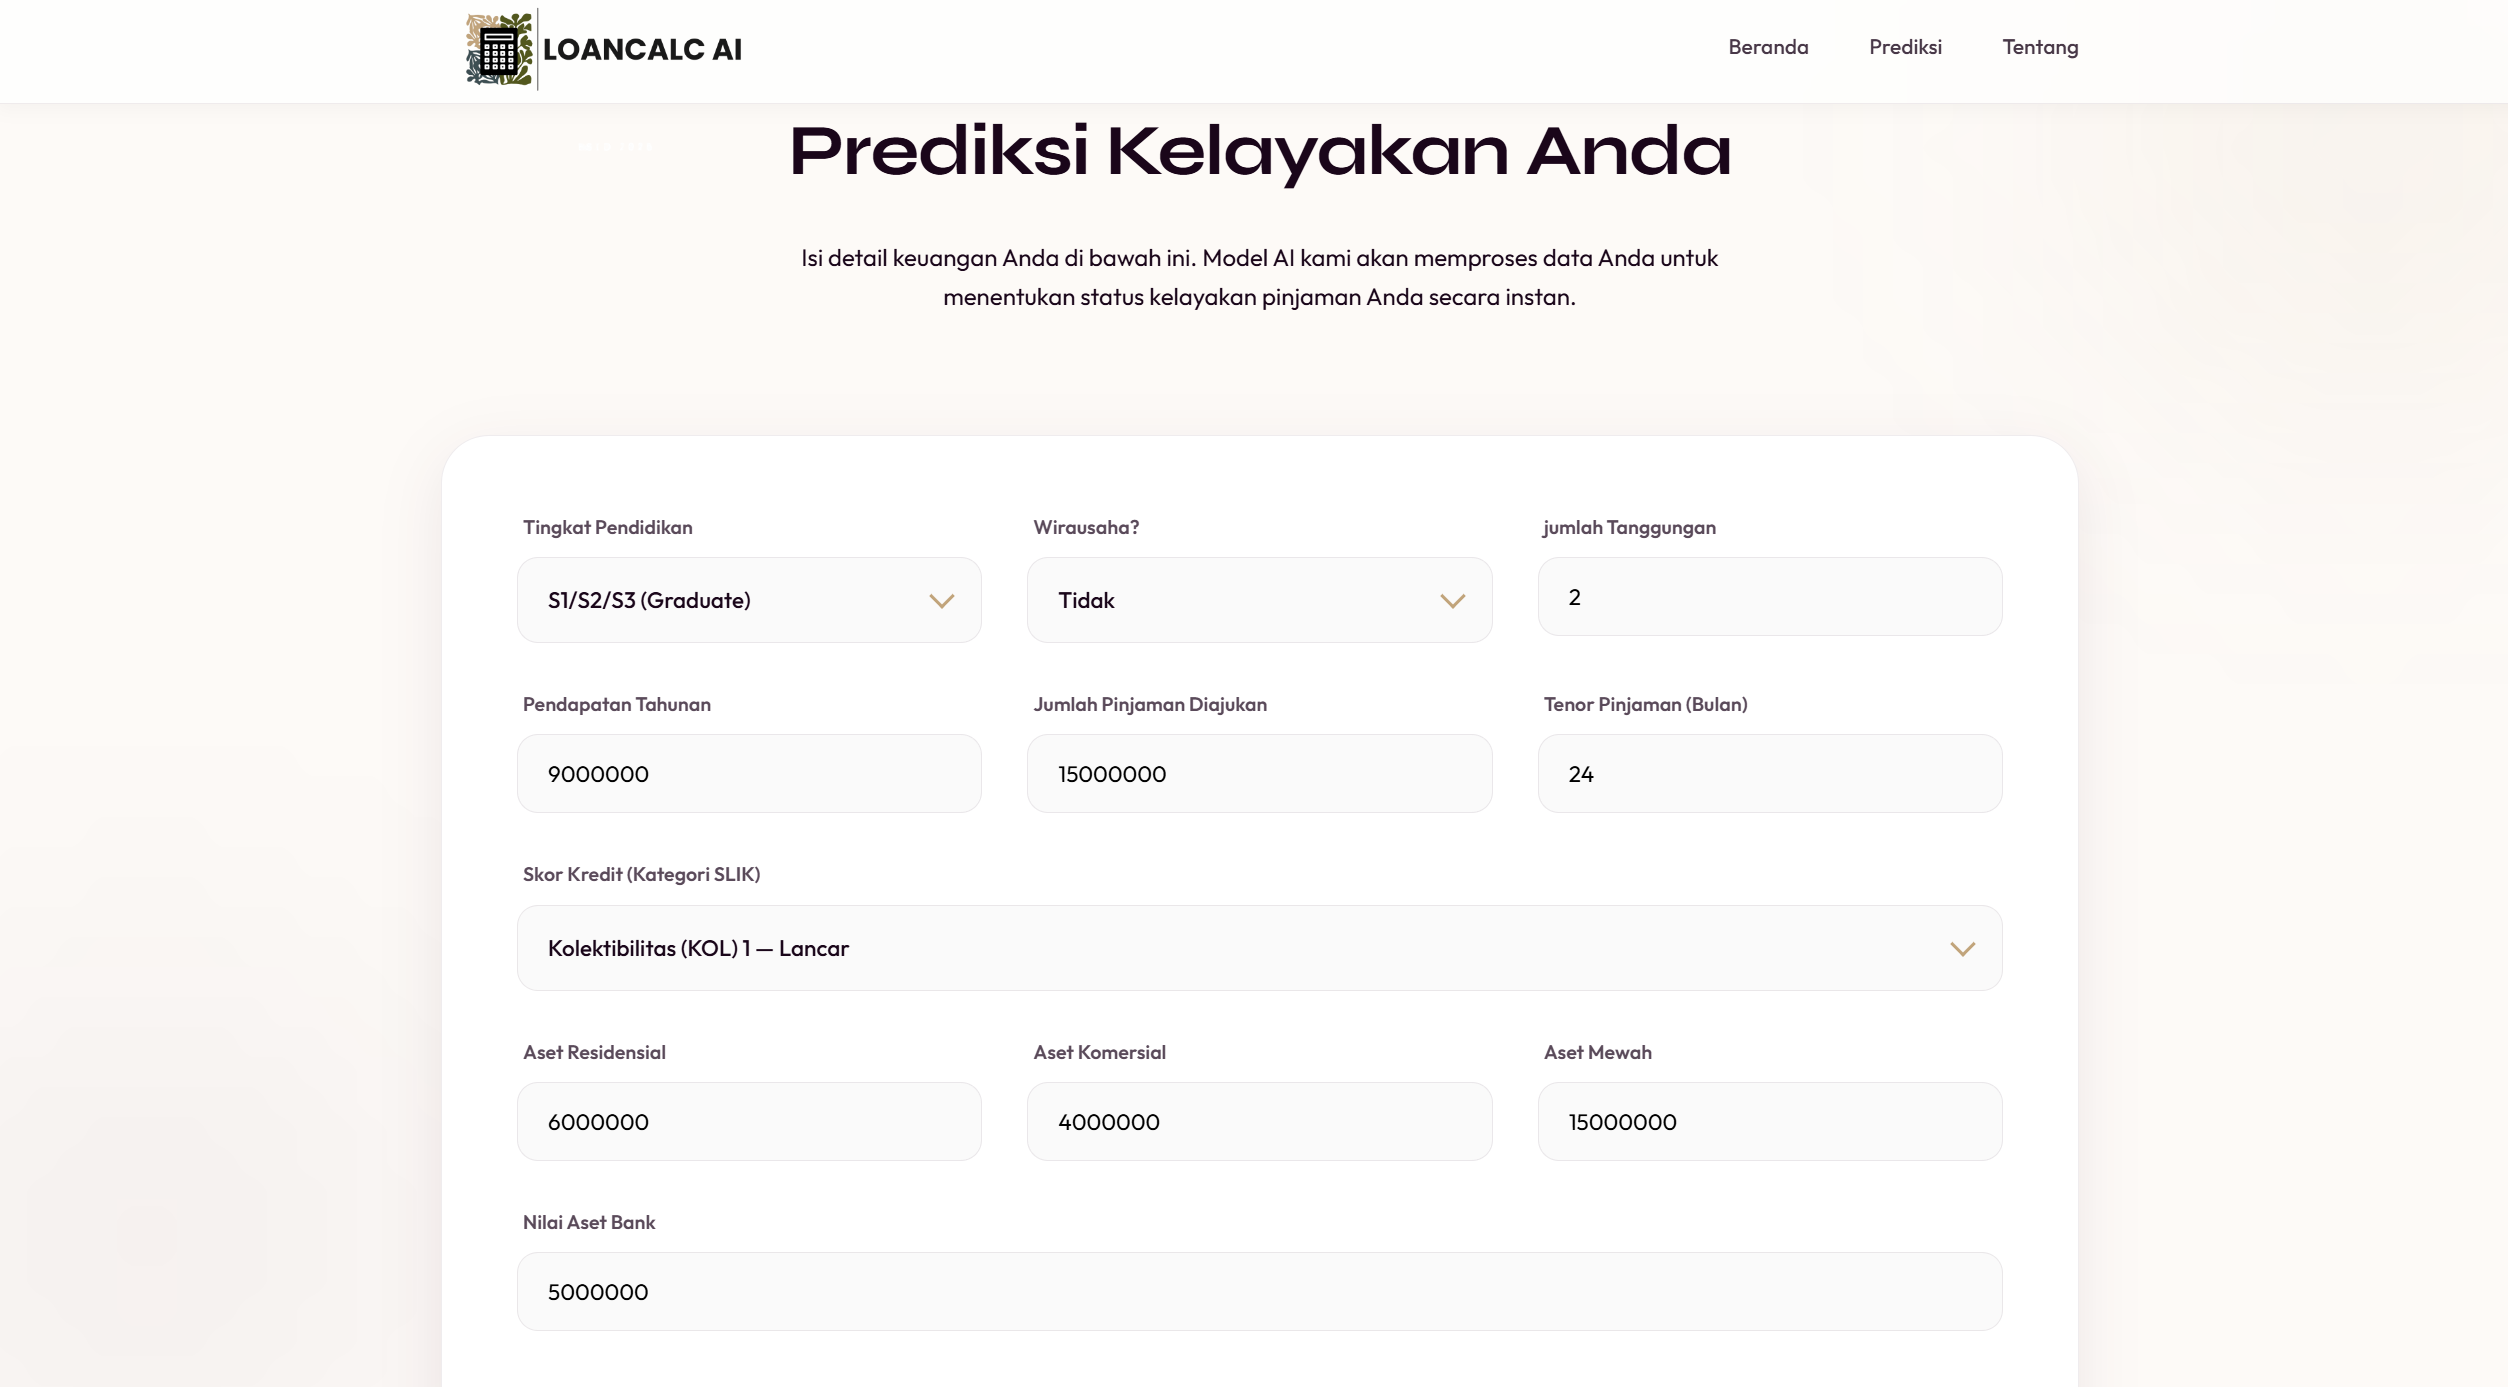 LOANCALC AI
Beranda
Prediksi
Tentang
Prediksi Kelayakan Anda
Isi detail keuangan Anda di bawah ini. Model AI kami akan memproses data Anda untuk
menentukan status kelayakan pinjaman Anda secara instan.
Tingkat Pendidikan
S1/S2/S3 (Graduate)
Wirausaha?
Tidak
jumlah Tanggungan
2
Pendapatan Tahunan
9000000
Jumlah Pinjaman Diajukan
15000000
Tenor Pinjaman (Bulan)
24
Skor Kredit (Kategori SLIK)
Kolektibilitas (KOL) 1 — Lancar
Aset Residensial
6000000
Aset Komersial
4000000
Aset Mewah
15000000
Nilai Aset Bank
5000000